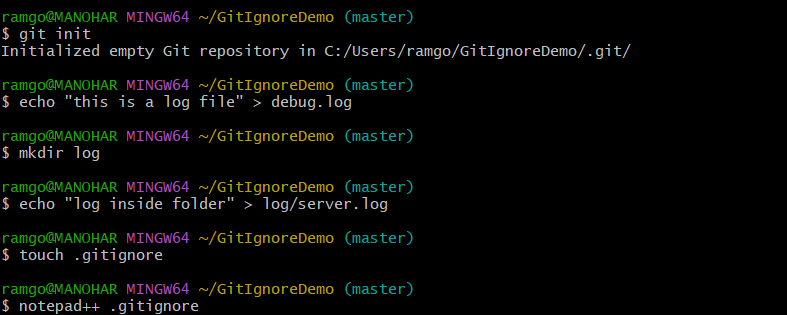 ramgo@MANOHAR MINGW64 ~/GitIgnoreDemo (master)
$ git init
Initialized empty Git repository in C:/Users/ramgo/GitIgnoreDemo/.git/
ramgo@MANOHAR MINGW64 ~/GitIgnoreDemo (master)
$ echo "this is a log file" > debug.log
ramgo@MANOHAR MINGW64 ~/GitIgnoreDemo (master)
$ mkdir log
ramgo@MANOHAR MINGW64 ~/GitIgnoreDemo (master)
$ echo "log inside folder" > log/server.log
ramgo@MANOHAR MINGW64 ~/GitIgnoreDemo (master)
$ touch .gitignore
ramgo@MANOHAR MINGW64 ~/GitIgnoreDemo (master)
$ notepad++ .gitignore